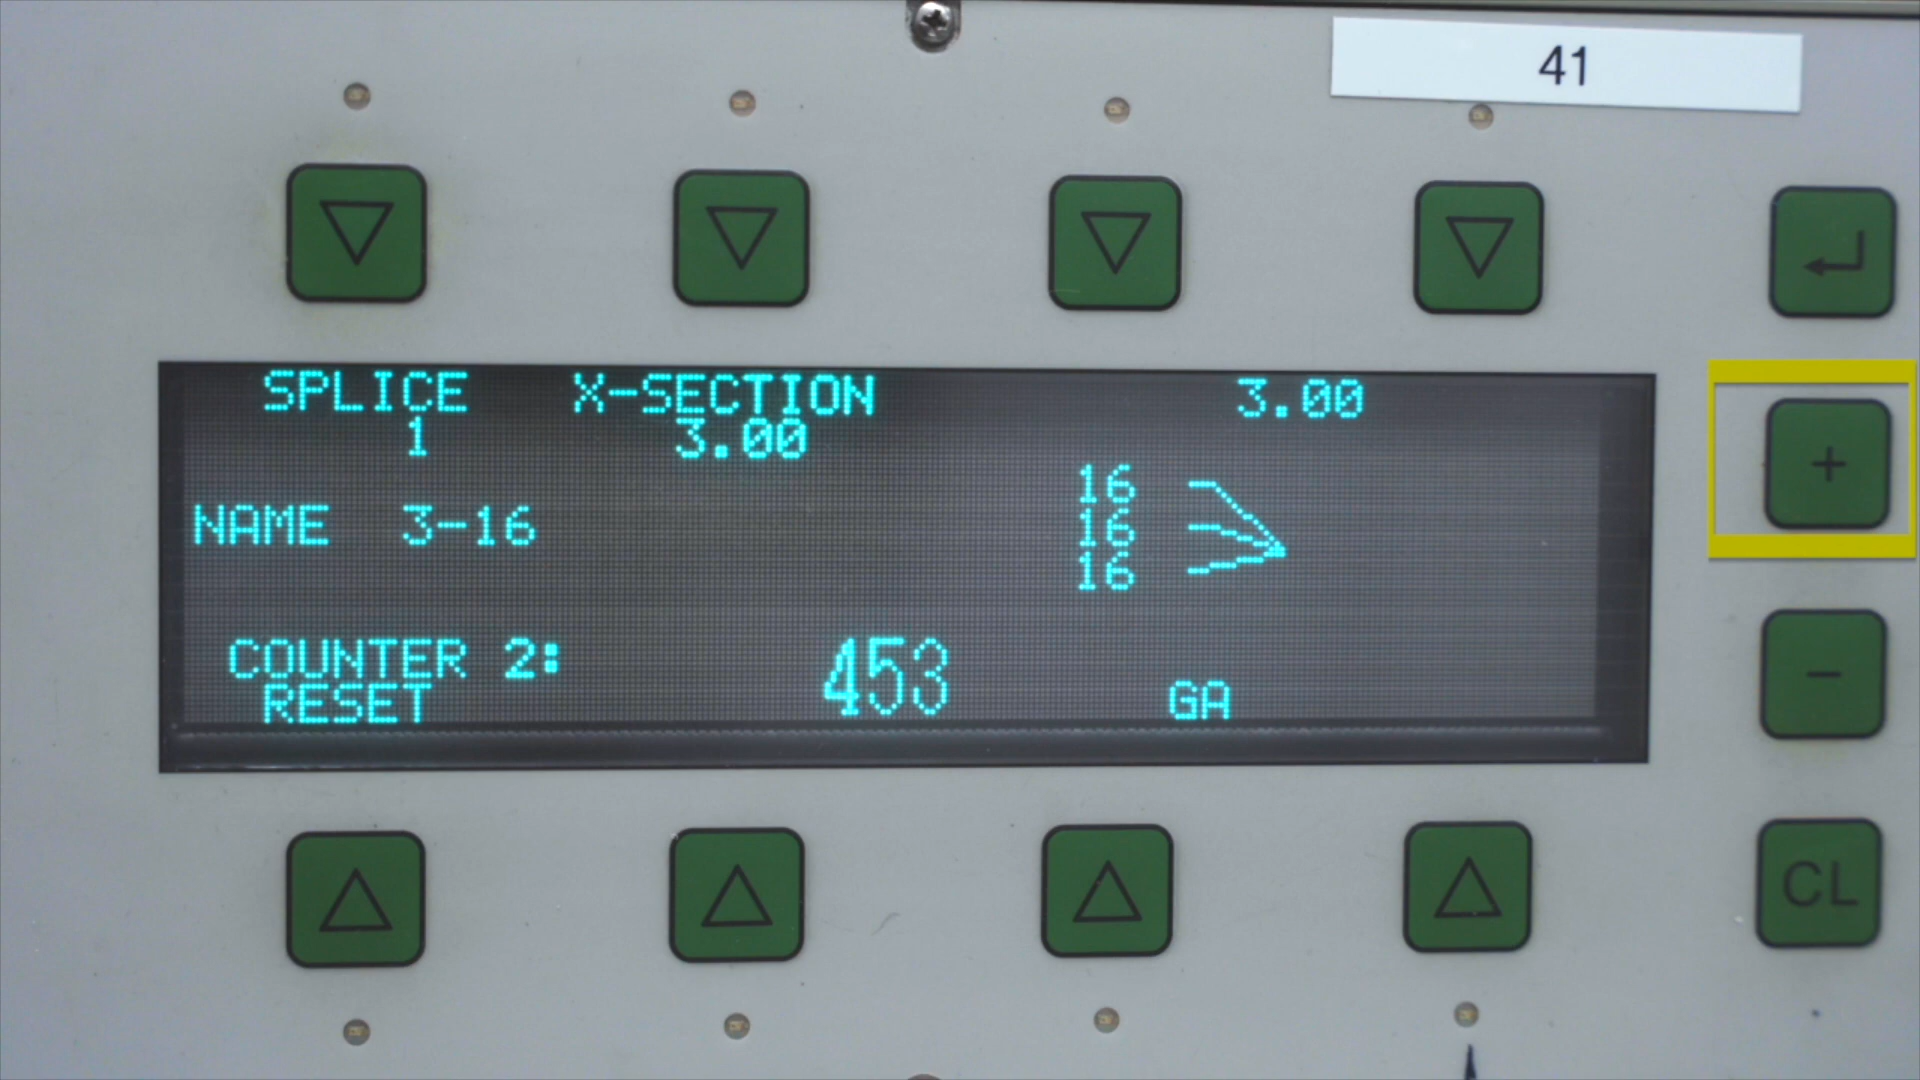 41
SPLICE X-SECTION 3.00
1 3.00
16
NAME 3-16 16
16
COUNTER 2: 453
RESET GA
+
-
CL